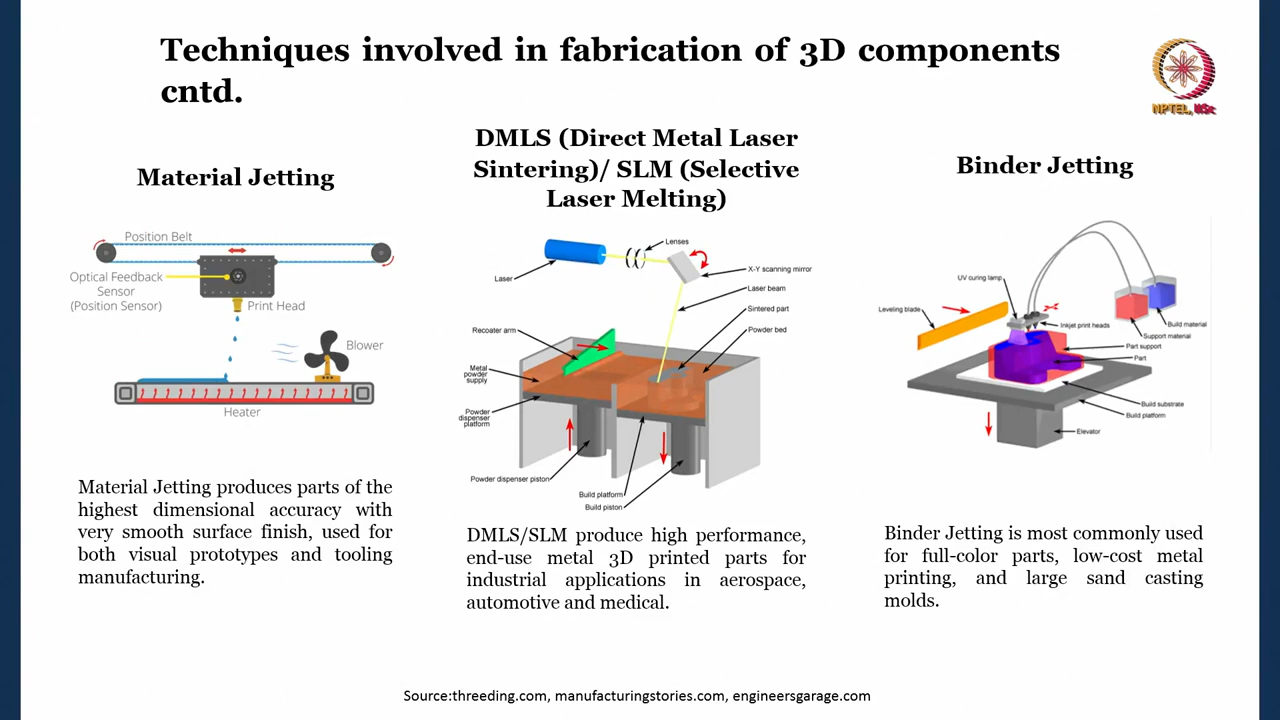 Techniques involved in fabrication of 3D components
cntd.
NPTEL, IISc
Material Jetting
Position Belt
Optical Feedback
Sensor
(Position Sensor)
Print Head
Blower
Heater
Material Jetting produces parts of the
highest dimensional accuracy with
very smooth surface finish, used for
both visual prototypes and tooling
manufacturing.
DMLS (Direct Metal Laser
Sintering)/ SLM (Selective
Laser Melting)
Lenses
Laser
X-Y scanning mirror
Laser beam
Sintered part
Recoater arm
Powder bed
Metal
powder
supply
Powder
dispenser
platform
Powder dispenser piston
Build platform
Build piston
DMLS/SLM produce high performance,
end-use metal 3D printed parts for
industrial applications in aerospace,
automotive and medical.
Binder Jetting
UV curing lamp
Leveling blade
Inkjet print heads
Build material
Support material
Part support
Part
Build substrate
Build platform
Elevator
Binder Jetting is most commonly used
for full-color parts, low-cost metal
printing, and large sand casting
molds.
Source:threeding.com, manufacturingstories.com, engineersgarage.com